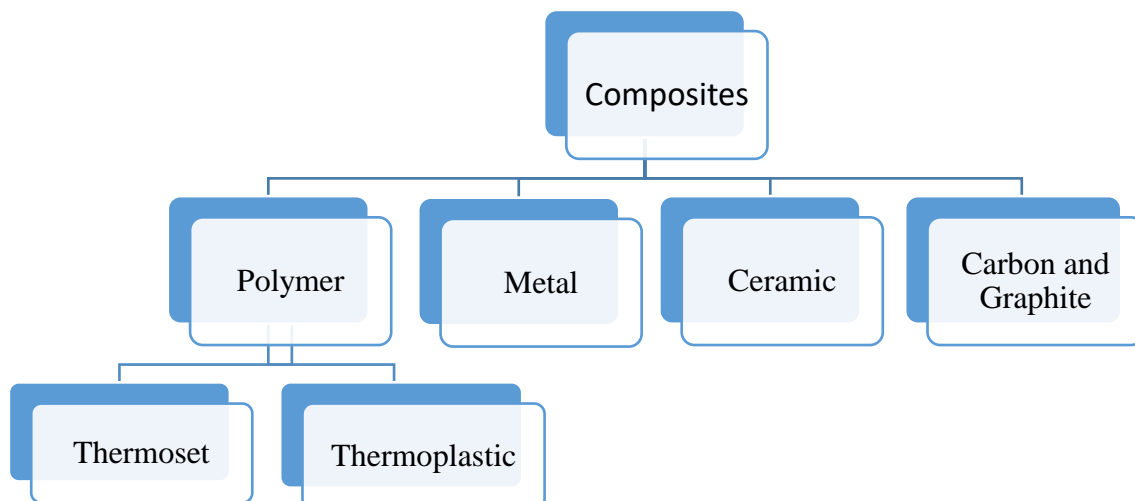 Composites
Polymer
Metal
Ceramic
Carbon and
Graphite
Thermoset
Thermoplastic